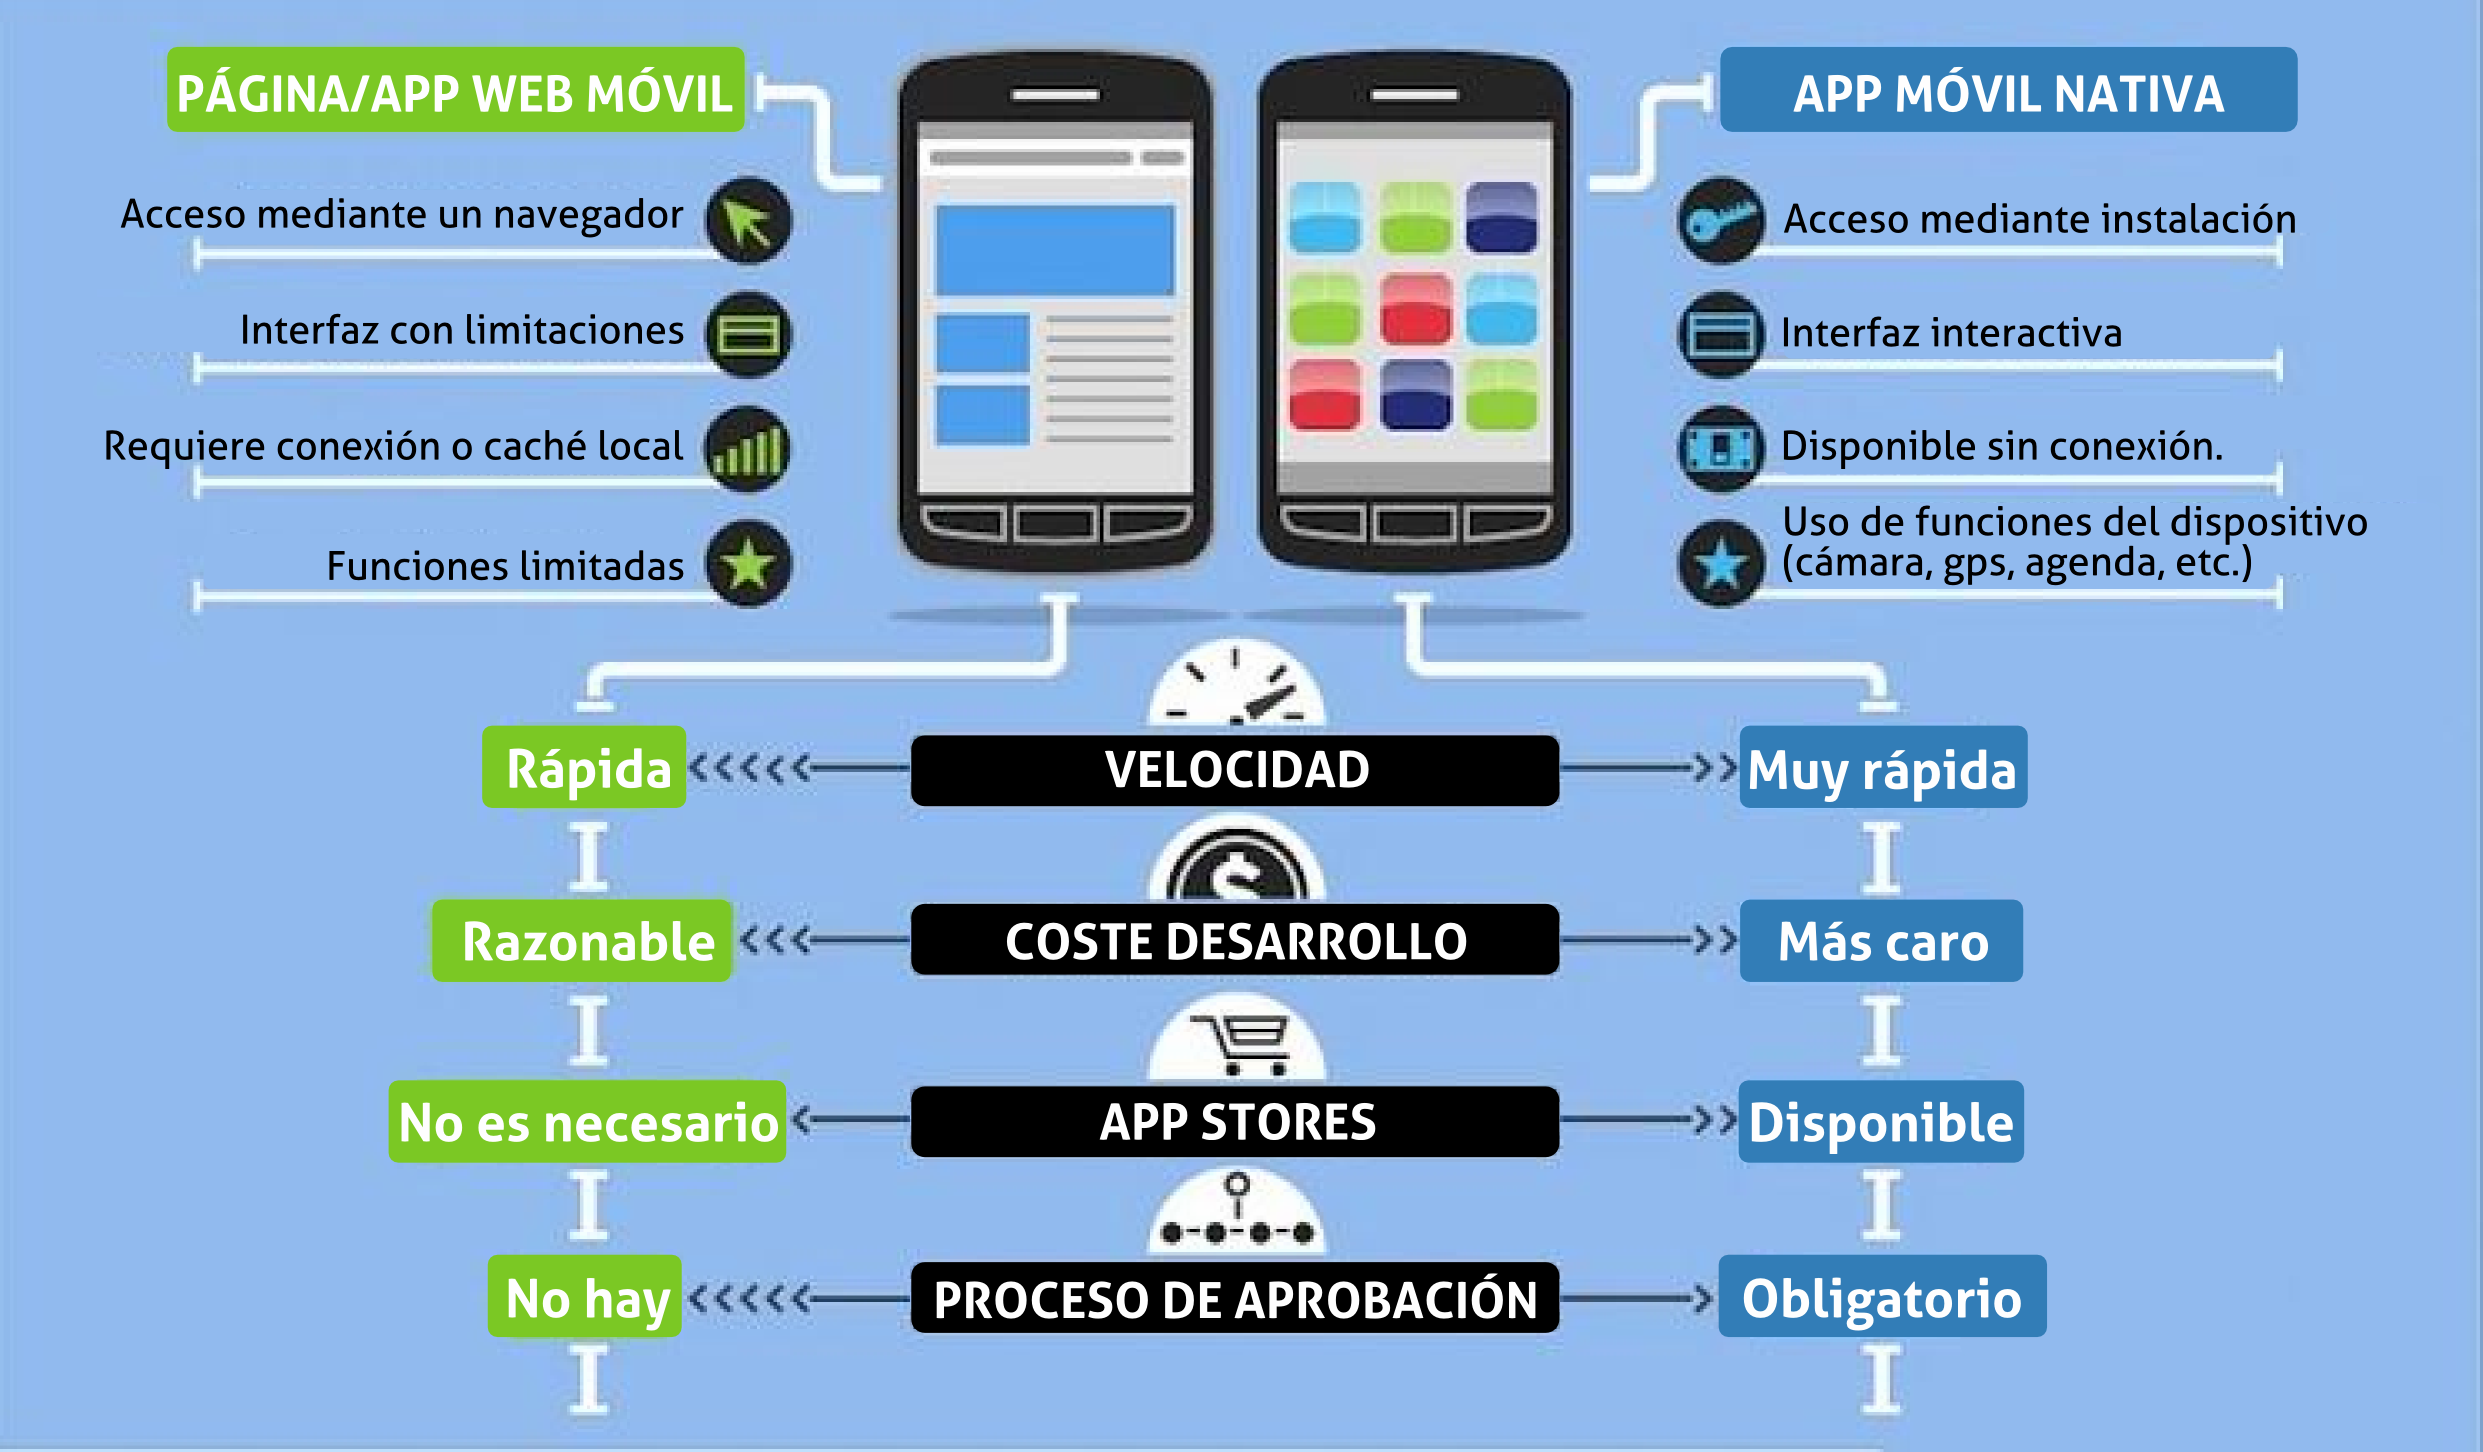 PÁGINA/APP WEB MÓVIL
Acceso mediante un navegador
Interfaz con limitaciones
Requiere conexión o caché local
Funciones limitadas
APP MÓVIL NATIVA
Acceso mediante instalación
Interfaz interactiva
Disponible sin conexión.
Uso de funciones del dispositivo
(cámara, gps, agenda, etc.)
Rápida
VELOCIDAD
Muy rápida
Razonable
COSTE DESARROLLO
Más caro
No es necesario
APP STORES
Disponible
No hay
PROCESO DE APROBACIÓN
Obligatorio